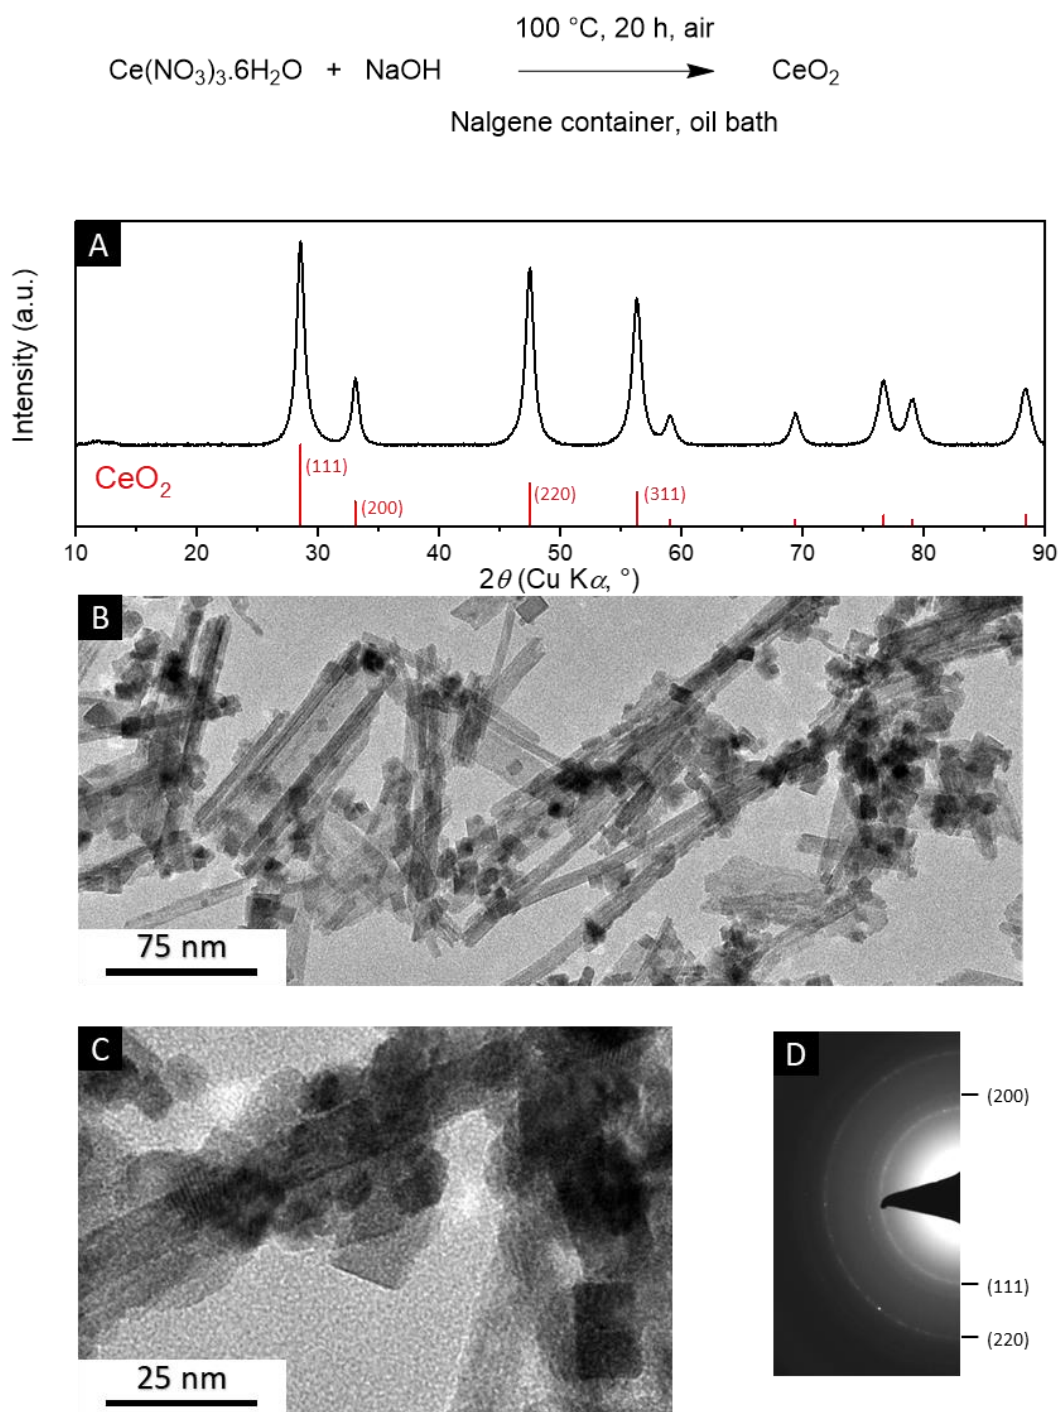 100 °C, 20 h, air
Ce(NO₃)₃.6H₂O + NaOH CeO₂
Nalgene container, oil bath
A
Intensity (a.u.)
CeO₂
(111)
(200)
(220)
(311)
10 20 30 40 50 60 70 80 90
2θ (Cu Kα, °)
B
75 nm
C
25 nm
D
(200)
(111)
(220)